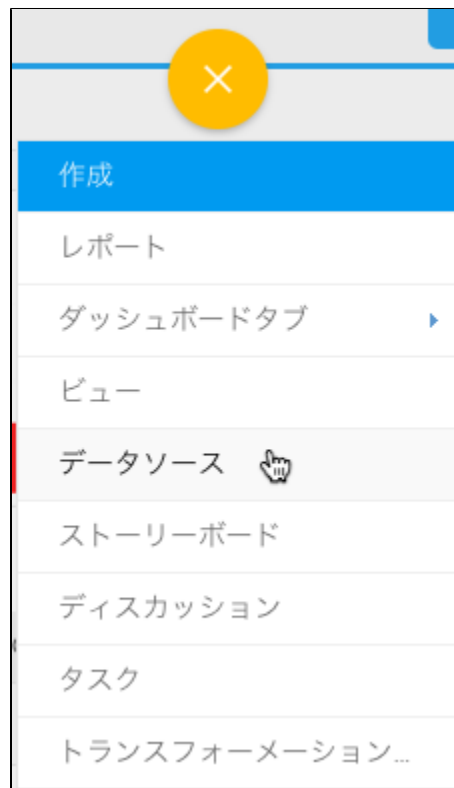 作成
レポート
ダッシュボードタブ
ビュー
データソース
ストーリーボード
ディスカッション
タスク
トランスフォーメーション...